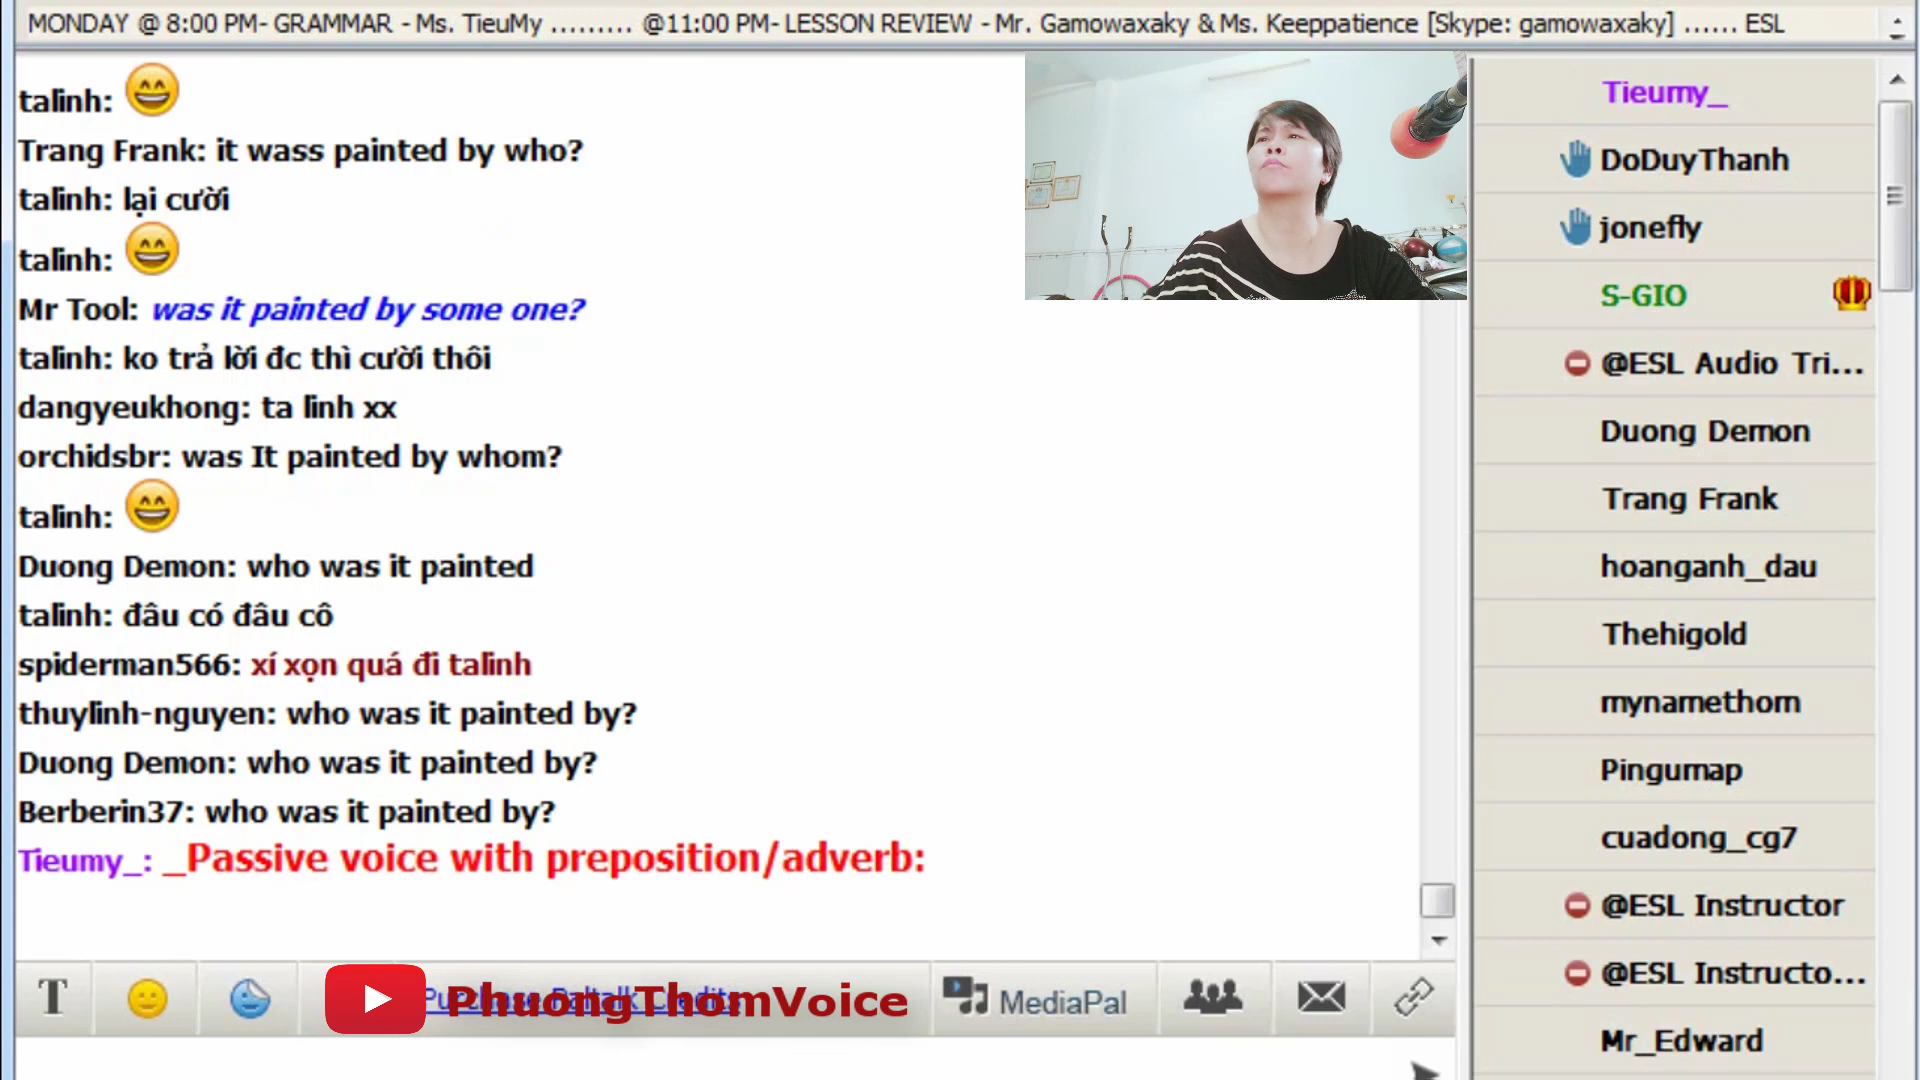 MONDAY @ 8:00 PM- GRAMMAR - Ms. TieuMy ......... @11:00 PM- LESSON REVIEW - Mr. Gamowaxaky & Ms. Keeppatience [Skype: gamowaxaky] ...... ESL
talinh:
Trang Frank: it wass painted by who?
talinh: lại cười
talinh:
Mr Tool: was it painted by some one?
talinh: ko trả lời đc thì cười thôi
dangyeukhong: ta linh xx
orchidsbr: was It painted by whom?
talinh:
Duong Demon: who was it painted
talinh: đâu có đâu cô
spiderman566: xí xọn quá đi talinh
thuylinh-nguyen: who was it painted by?
Duong Demon: who was it painted by?
Berberin37: who was it painted by?
Tieumy_: _Passive voice with preposition/adverb:
T
Purchase Paltalk Credits
PhuongThomVoice
MediaPal
Tieumy_
DoDuyThanh
jonefly
S-GIO
@ESL Audio Tri...
Duong Demon
Trang Frank
hoanganh_dau
Thehigold
mynamethom
Pingumap
cuadong_cg7
@ESL Instructor
@ESL Instructo...
Mr_Edward